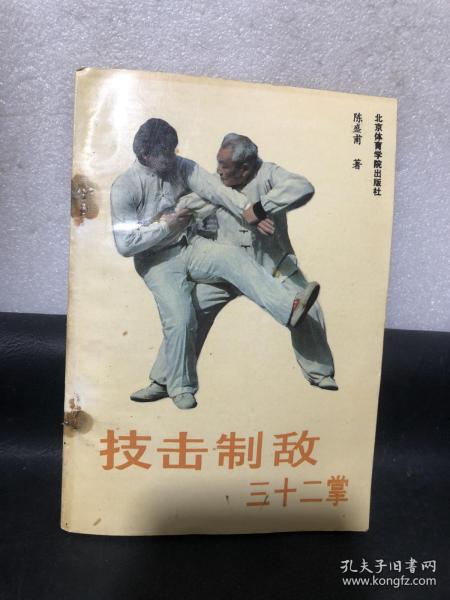 北京体育学院出版社
陈盛甫 著
技击制敌
三十二掌
孔夫子旧书网
www.kongfz.com